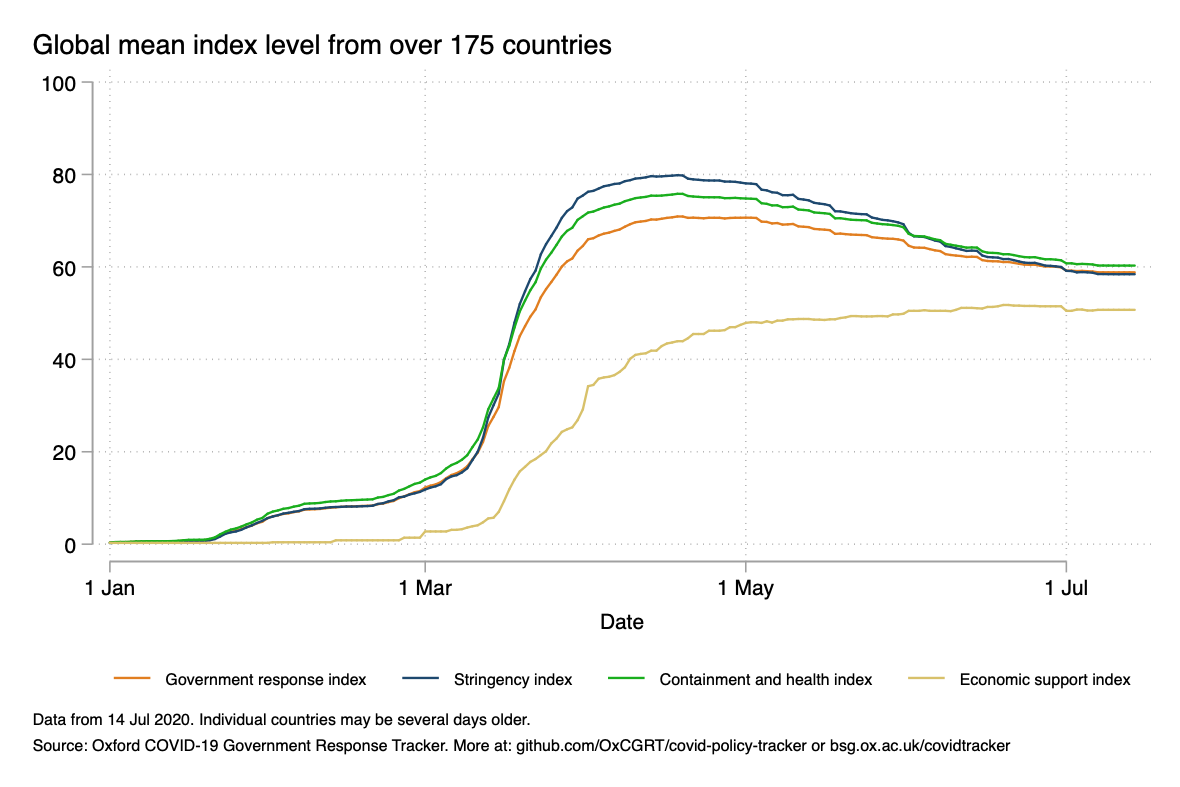 Global mean index level from over 175 countries
100
80
60
40
20
0
1 Jan 1 Mar 1 May 1 Jul
Date
Government response index Stringency index Containment and health index Economic support index
Data from 14 Jul 2020. Individual countries may be several days older.
Source: Oxford COVID-19 Government Response Tracker. More at: github.com/OxCGRT/covid-policy-tracker or bsg.ox.ac.uk/covidtracker